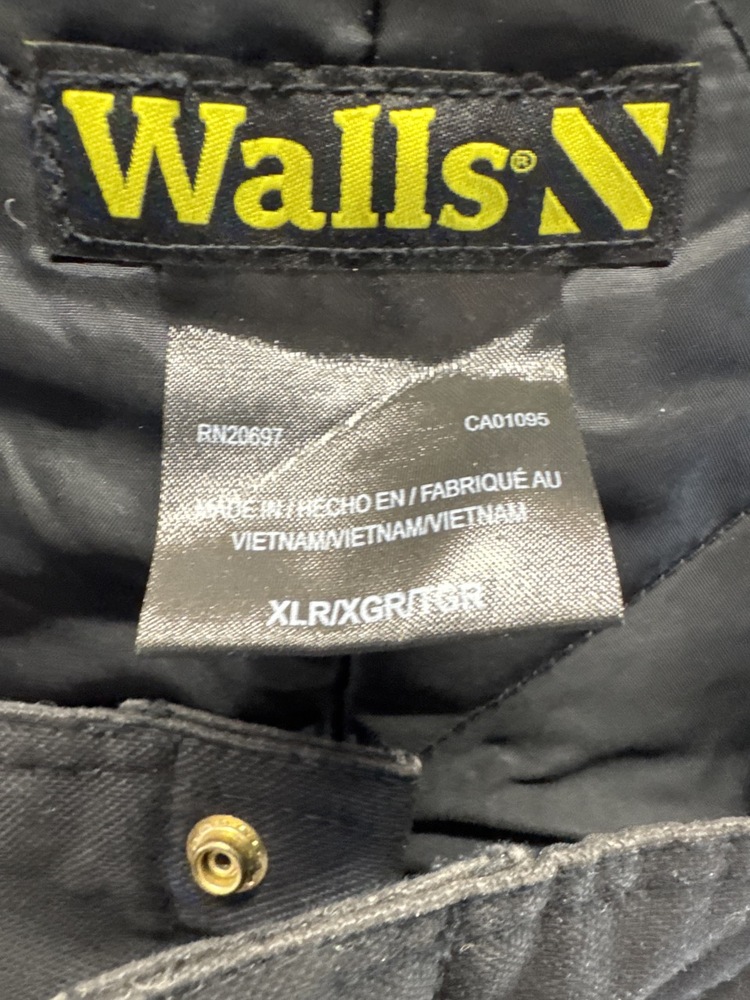 Walls®
RN20697
CA01095
MADE IN / HECHO EN / FABRIQUÉ AU
VIETNAM/VIETNAM/VIETNAM
XLR/XGR/TGR